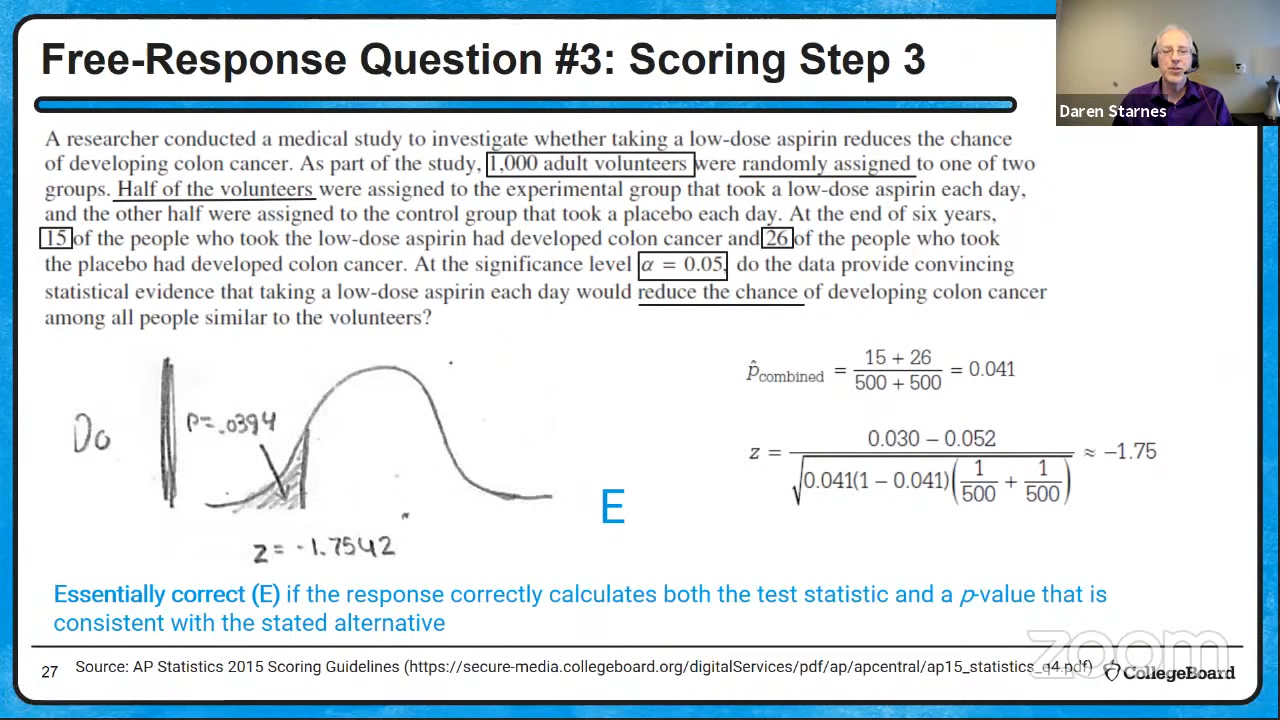 Free-Response Question #3: Scoring Step 3
Daren Starnes
A researcher conducted a medical study to investigate whether taking a low-dose aspirin reduces the chance
of developing colon cancer. As part of the study, 1,000 adult volunteers were randomly assigned to one of two
groups. Half of the volunteers were assigned to the experimental group that took a low-dose aspirin each day,
and the other half were assigned to the control group that took a placebo each day. At the end of six years,
15 of the people who took the low-dose aspirin had developed colon cancer and 26 of the people who took
the placebo had developed colon cancer. At the significance level α = 0.05, do the data provide convincing
statistical evidence that taking a low-dose aspirin each day would reduce the chance of developing colon cancer
among all people similar to the volunteers?
Do
P=.0394
z = -1.7542
E
p̂combined = (15 + 26)/(500 + 500) = 0.041
z = (0.030 − 0.052)/√(0.041(1 − 0.041)(1/500 + 1/500)) ≈ −1.75
Essentially correct (E) if the response correctly calculates both the test statistic and a p-value that is
consistent with the stated alternative
27 Source: AP Statistics 2015 Scoring Guidelines (https://secure-media.collegeboard.org/digitalServices/pdf/ap/apcentral/ap15_statistics_q4.pdf)
zoom
CollegeBoard